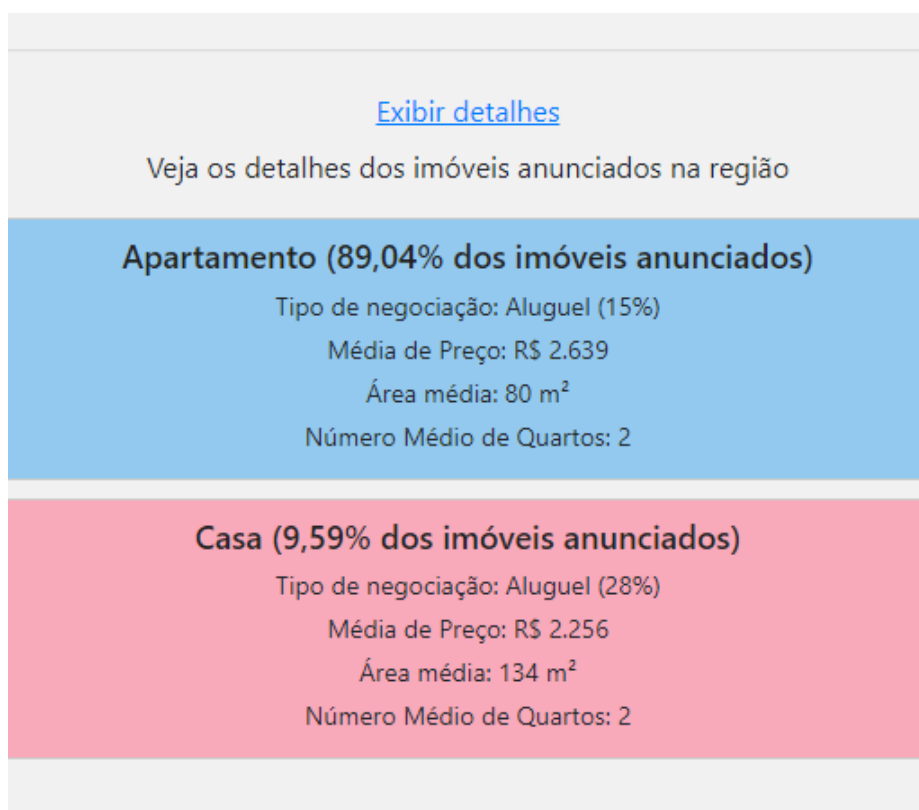 Exibir detalhes
Veja os detalhes dos imóveis anunciados na região
Apartamento (89,04% dos imóveis anunciados)
Tipo de negociação: Aluguel (15%)
Média de Preço: R$ 2.639
Área média: 80 m²
Número Médio de Quartos: 2
Casa (9,59% dos imóveis anunciados)
Tipo de negociação: Aluguel (28%)
Média de Preço: R$ 2.256
Área média: 134 m²
Número Médio de Quartos: 2